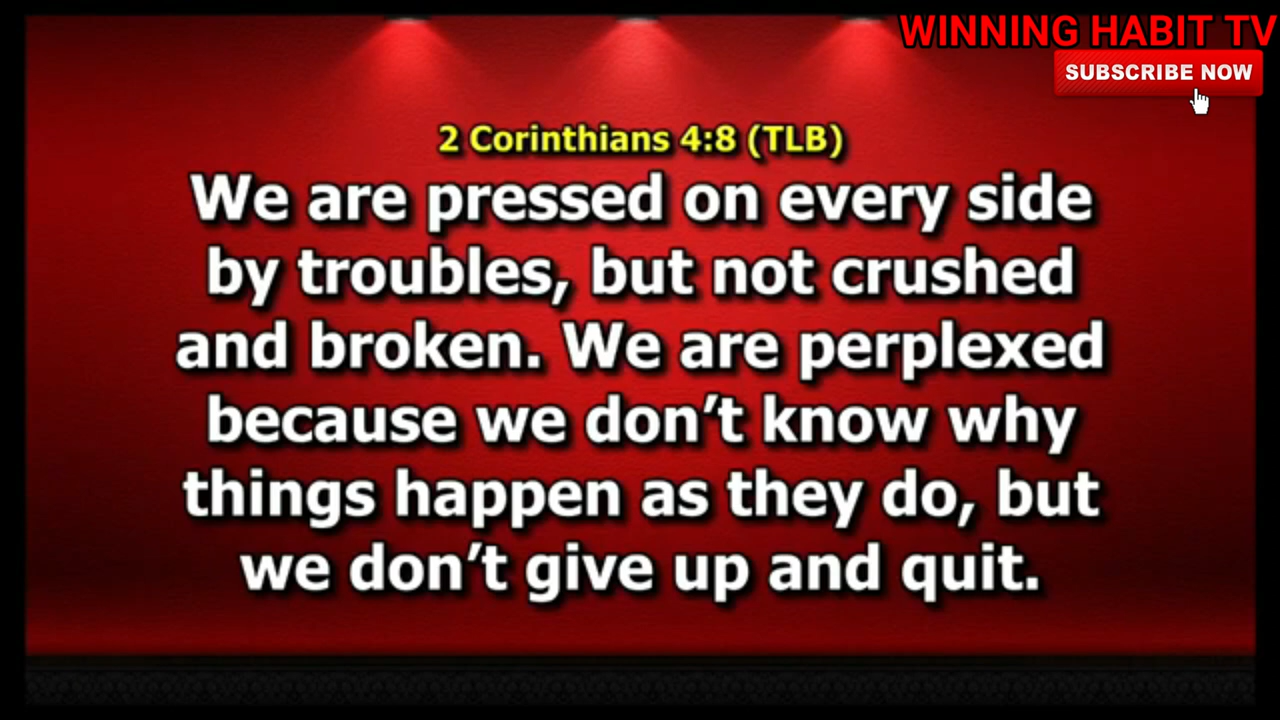 WINNING HABIT TV
SUBSCRIBE NOW
2 Corinthians 4:8 (TLB)
We are pressed on every side
by troubles, but not crushed
and broken. We are perplexed
because we don’t know why
things happen as they do, but
we don’t give up and quit.